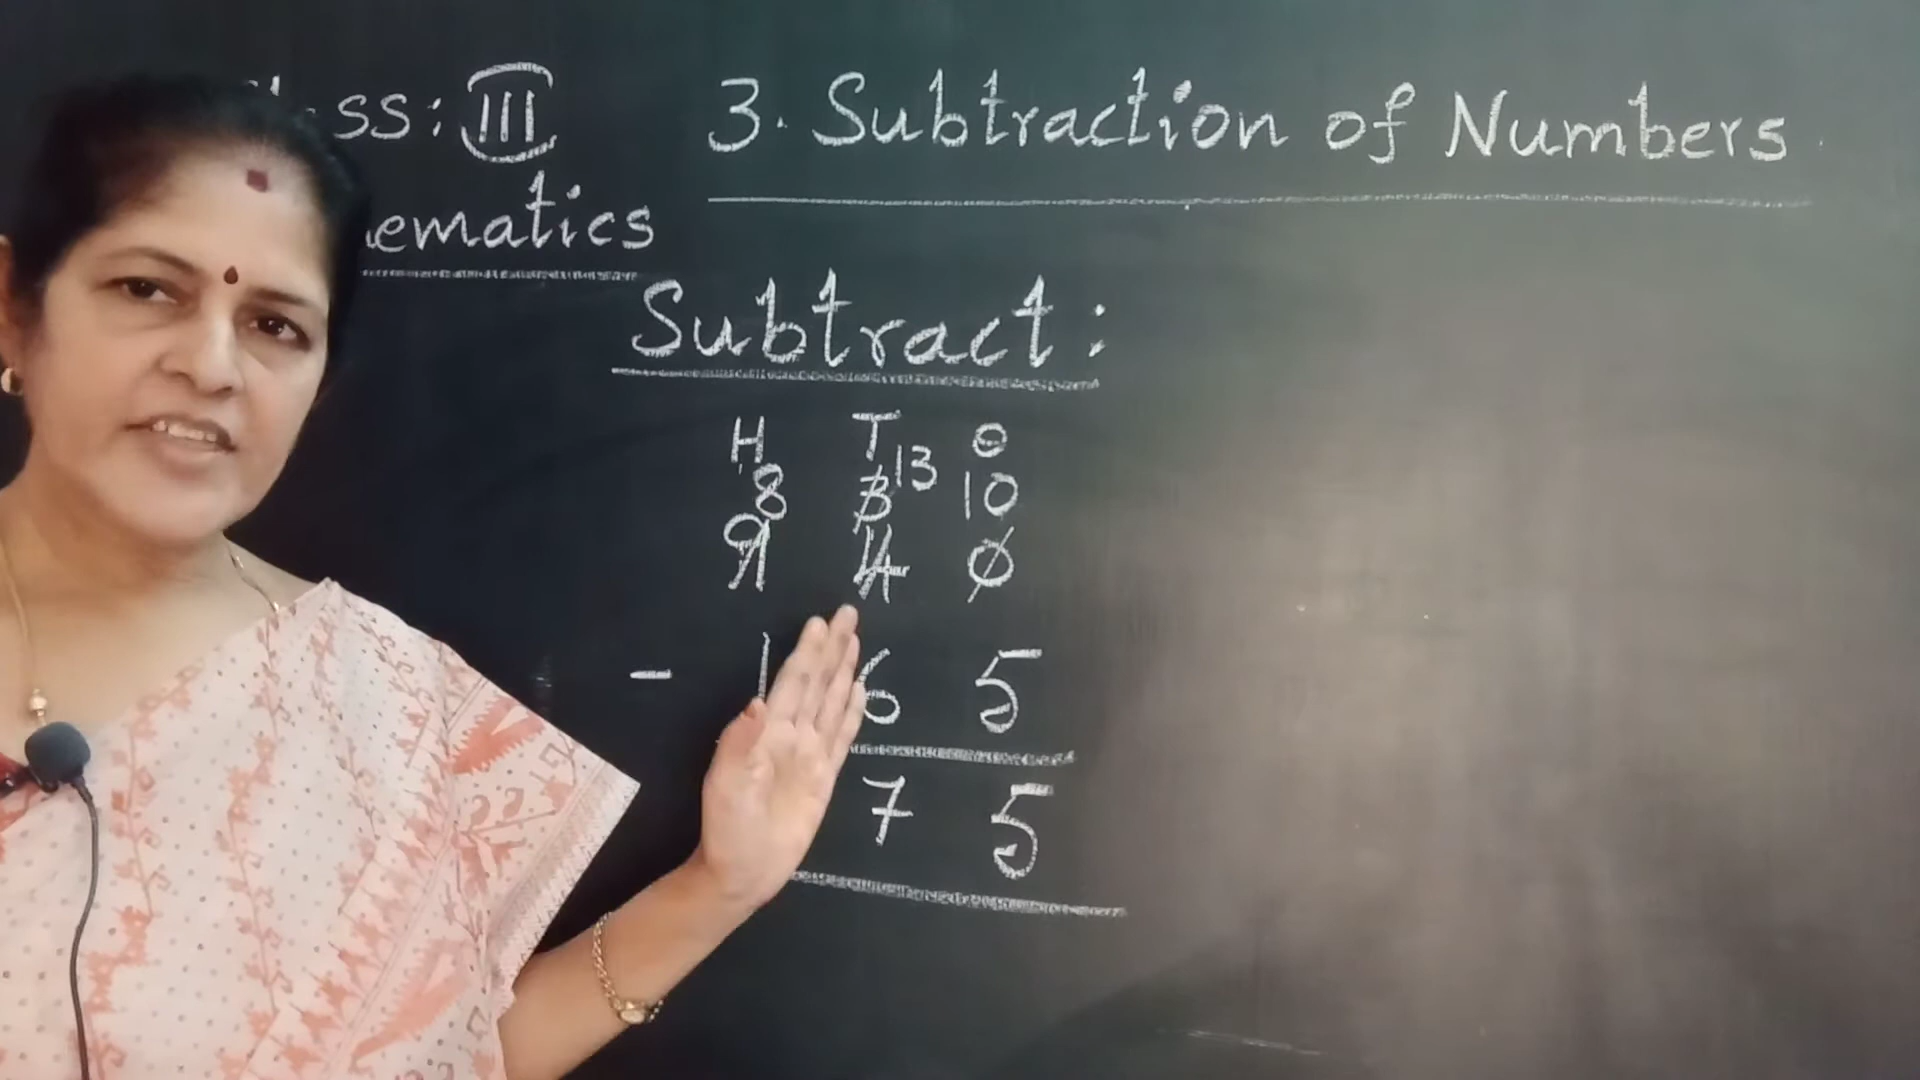 ss: III
3. Subtraction of Numbers
ematics
Subtract:
H T O
13
8 3 10
9 4 0
- 1 6 5
7 5